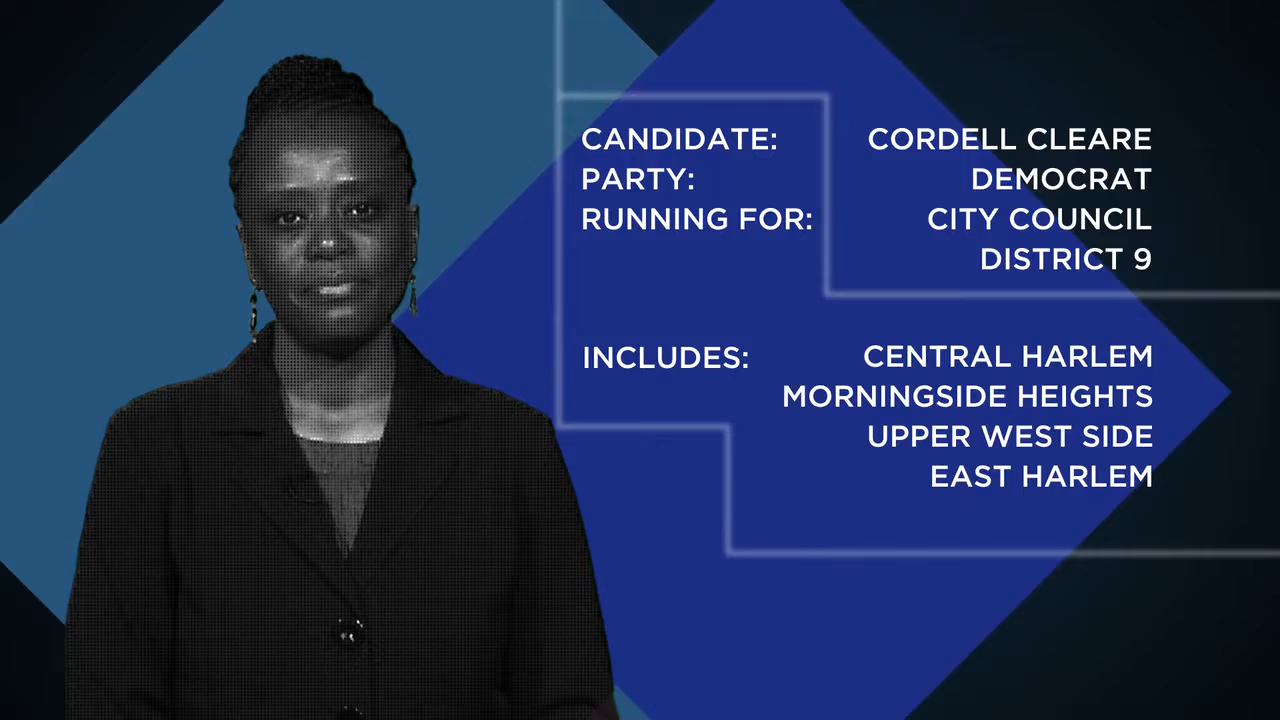 CANDIDATE: CORDELL CLEARE
PARTY: DEMOCRAT
RUNNING FOR: CITY COUNCIL
DISTRICT 9
INCLUDES: CENTRAL HARLEM
MORNINGSIDE HEIGHTS
UPPER WEST SIDE
EAST HARLEM